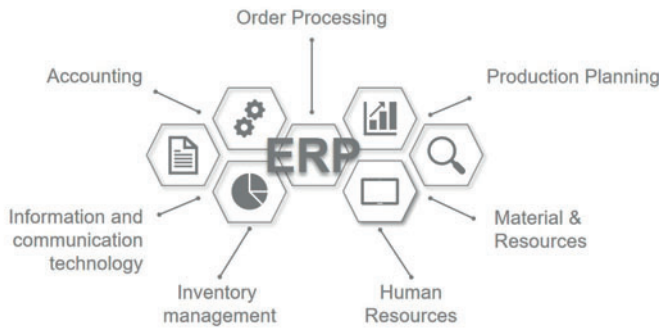 Order Processing
Accounting
Production Planning
ERP
Information and
communication
technology
Material &
Resources
Inventory
management
Human
Resources